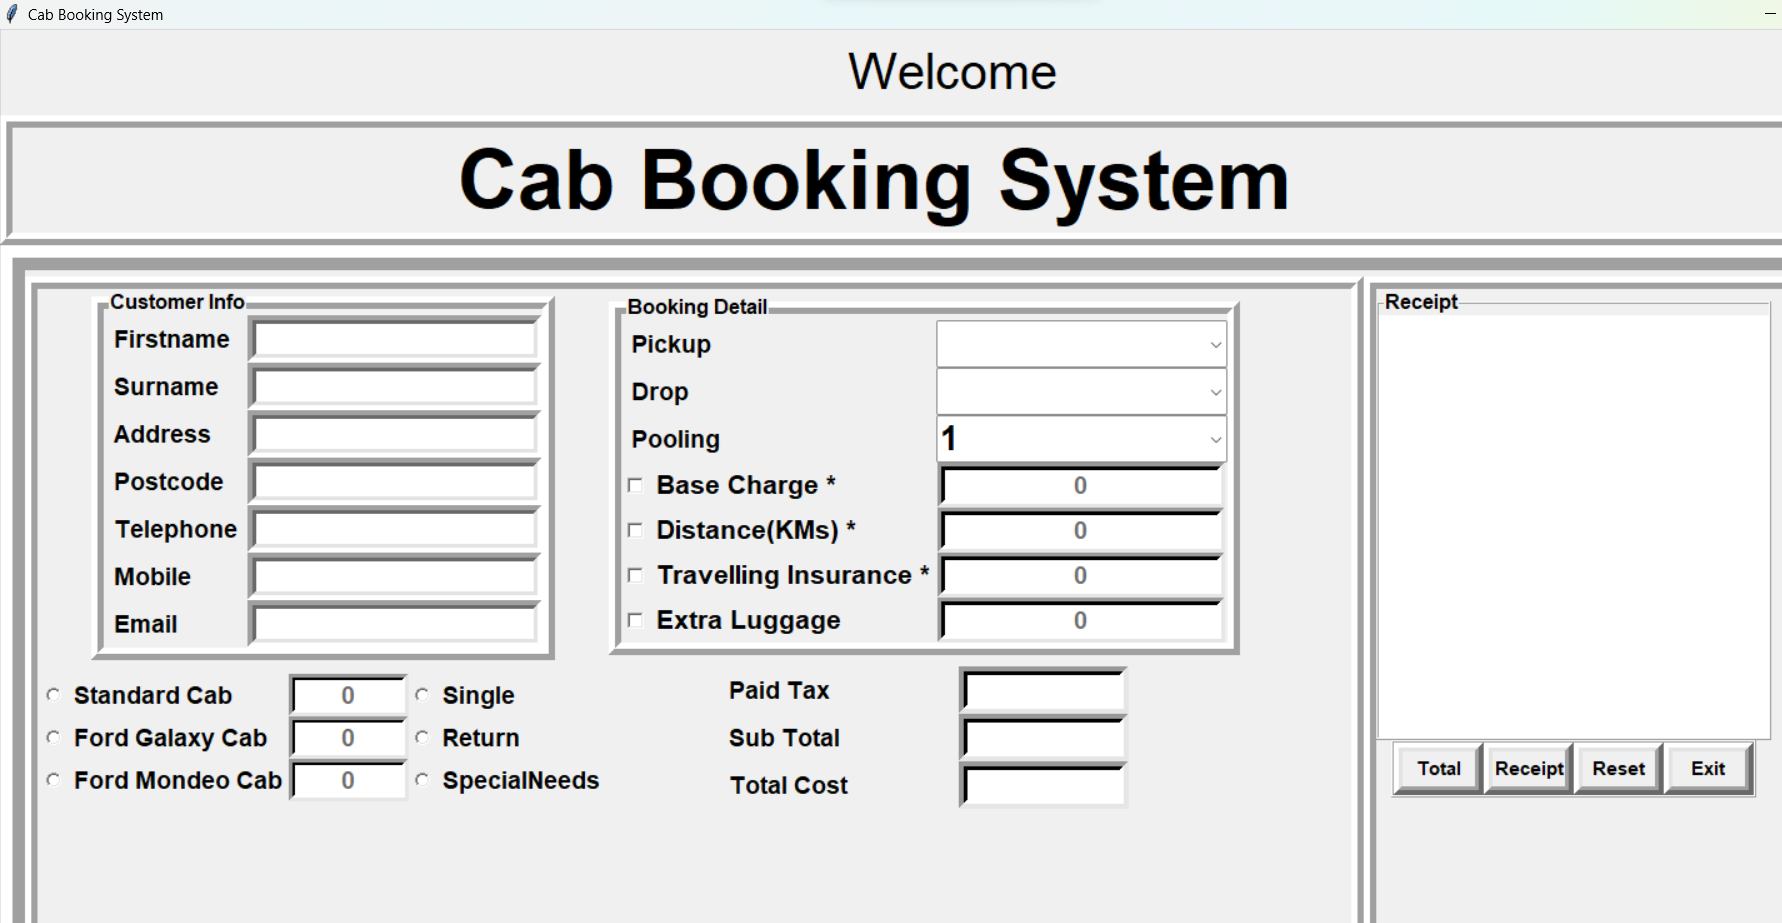 Cab Booking System
Welcome
Cab Booking System
Customer Info
Firstname
Surname
Address
Postcode
Telephone
Mobile
Email
Booking Detail
Pickup
Drop
Pooling 1
Base Charge * 0
Distance(KMs) * 0
Travelling Insurance * 0
Extra Luggage 0
Receipt
Standard Cab 0 Single
Ford Galaxy Cab 0 Return
Ford Mondeo Cab 0 SpecialNeeds
Paid Tax
Sub Total
Total Cost
Total Receipt Reset Exit